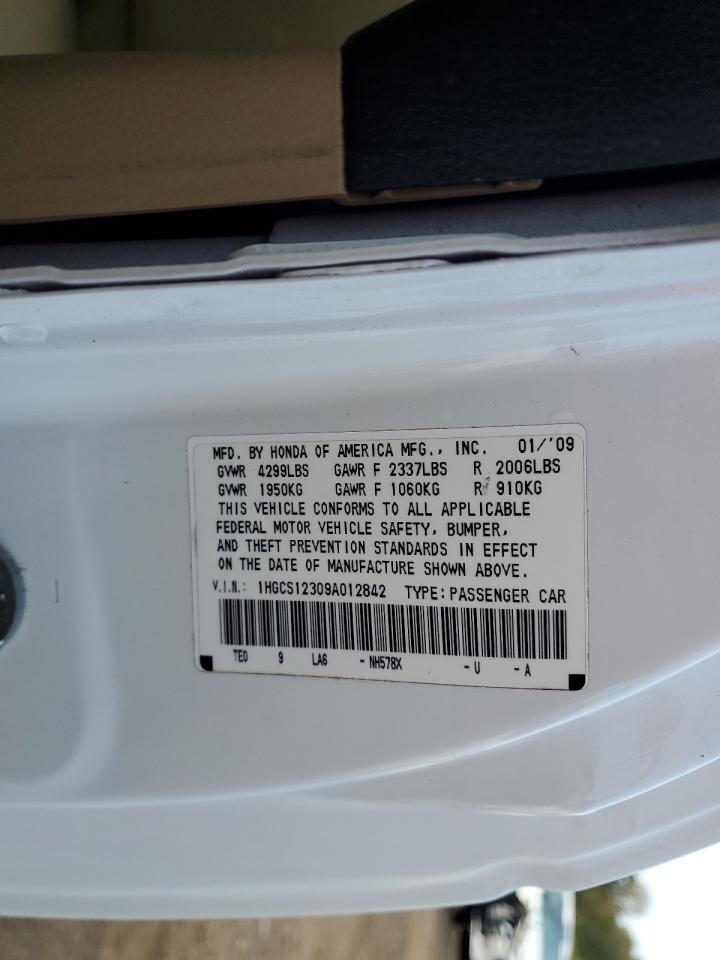 MFD. BY HONDA OF AMERICA MFG., INC. 01/'09
GVWR 4299LBS GAWR F 2337LBS R 2006LBS
GVWR 1950KG GAWR F 1060KG R 910KG
THIS VEHICLE CONFORMS TO ALL APPLICABLE
FEDERAL MOTOR VEHICLE SAFETY, BUMPER,
AND THEFT PREVENTION STANDARDS IN EFFECT
ON THE DATE OF MANUFACTURE SHOWN ABOVE.
V.I.N.: 1HGCS12309A012842 TYPE: PASSENGER CAR
TE0 9 LA6 - NH578X - U - A